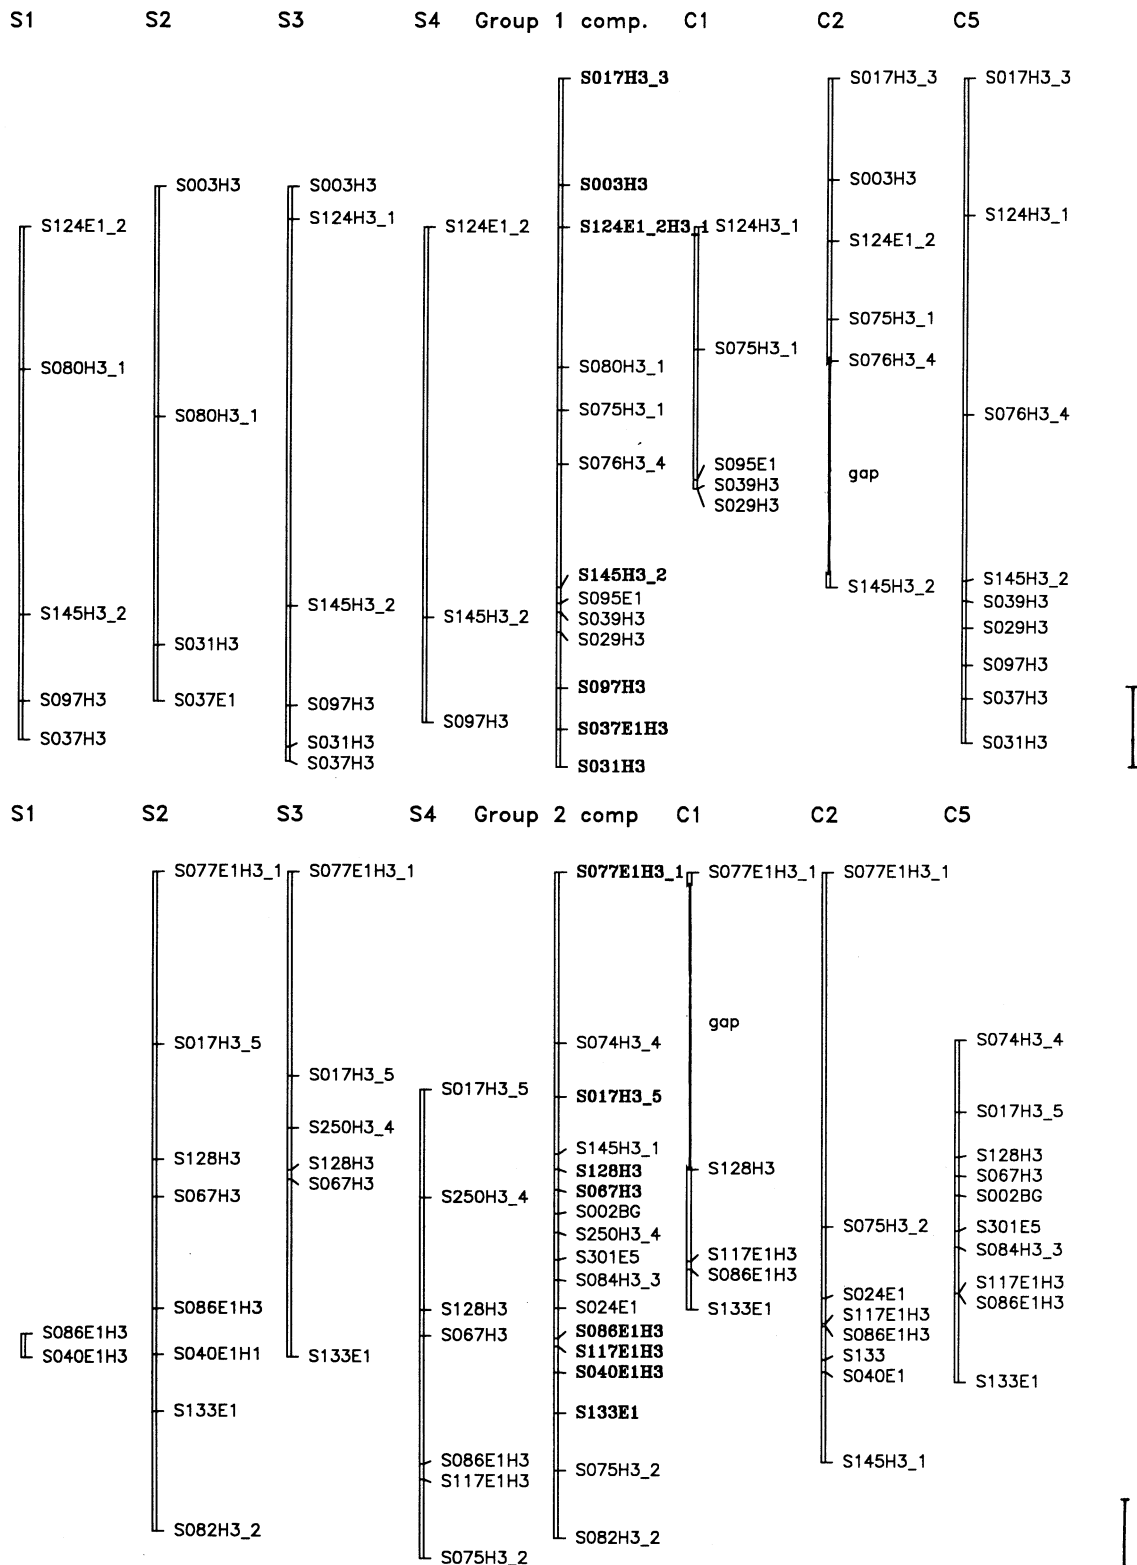 S1 S2 S3 S4 Group 1 comp. C1 C2 C5
S124E1_2
S080H3_1
S145H3_2
S097H3
S037H3
S003H3
S080H3_1
S031H3
S037E1
S003H3
S124H3_1
S145H3_2
S097H3
S031H3
S037H3
S124E1_2
S145H3_2
S097H3
S017H3_3
S003H3
S124E1_2H3_1
S080H3_1
S075H3_1
S076H3_4
S145H3_2
S095E1
S039H3
S029H3
S097H3
S037E1H3
S031H3
S124H3_1
S075H3_1
S095E1
S039H3
S029H3
S017H3_3
S003H3
S124E1_2
S075H3_1
S076H3_4
gap
S145H3_2
S017H3_3
S124H3_1
S076H3_4
S145H3_2
S039H3
S029H3
S097H3
S037H3
S031H3
S1 S2 S3 S4 Group 2 comp C1 C2 C5
S086E1H3
S040E1H3
S077E1H3_1
S017H3_5
S128H3
S067H3
S086E1H3
S040E1H1
S133E1
S082H3_2
S077E1H3_1
S017H3_5
S250H3_4
S128H3
S067H3
S133E1
S017H3_5
S250H3_4
S128H3
S067H3
S086E1H3
S117E1H3
S075H3_2
S077E1H3_1
S074H3_4
S017H3_5
S145H3_1
S128H3
S067H3
S002BG
S250H3_4
S301E5
S084H3_3
S024E1
S086E1H3
S117E1H3
S040E1H3
S133E1
S075H3_2
S082H3_2
S077E1H3_1
gap
S128H3
S117E1H3
S086E1H3
S133E1
S077E1H3_1
S075H3_2
S024E1
S117E1H3
S086E1H3
S133
S040E1
S145H3_1
S074H3_4
S017H3_5
S128H3
S067H3
S002BG
S301E5
S084H3_3
S117E1H3
S086E1H3
S133E1